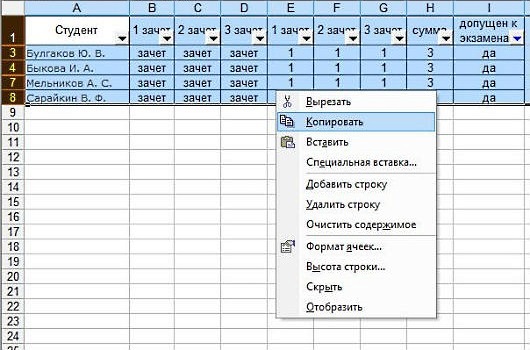 A B C D E F G H I
1 Студент 1 зачет 2 зачет 3 зачет 1 зачет 2 зачет 3 зачет сумма допущен к экзамена
3 Булгаков Ю. В. зачет зачет зачет 1 1 1 3 да
4 Быкова И. А. зачет зачет зачет 1 1 1 3 да
7 Мельников А. С. зачет зачет зачет 1 1 1 3 да
8 Сарайкин В. Ф. зачет зачет зачет да
9
10
11
12
13
14
15
16
17
18
19
20
21
22
23
24
Вырезать
Копировать
Вставить
Специальная вставка...
Добавить строку
Удалить строку
Очистить содержимое
Формат ячеек...
Высота строки...
Скрыть
Отобразить